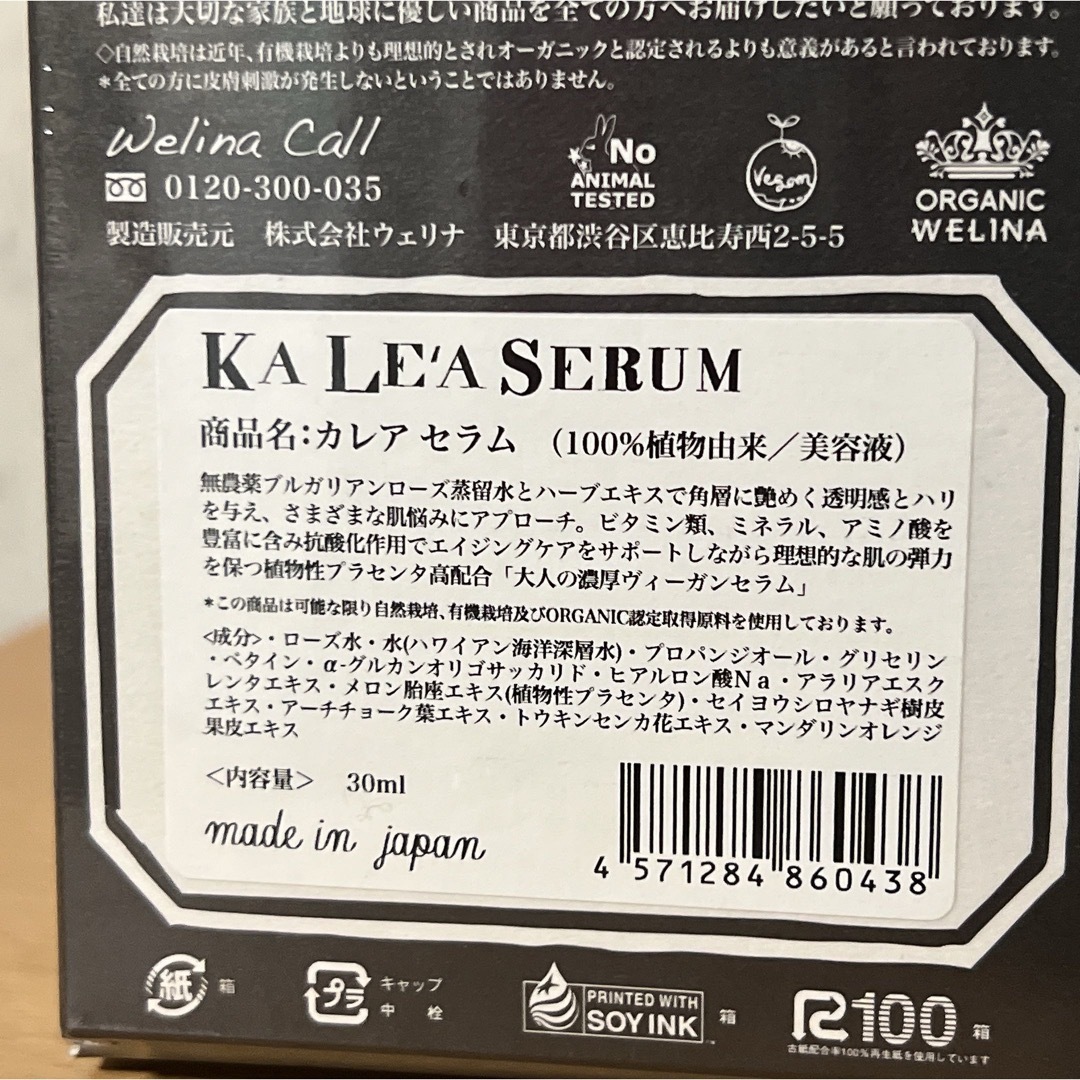 私達は大切な家族と地球に優しい商品を全ての方へお届けしたいと願っております。
◇自然栽培は近年、有機栽培よりも理想的とされオーガニックと認定されるよりも意義があると言われております。
*全ての方に皮膚刺激が発生しないということではありません。
Welina Call
0120-300-035
No
ANIMAL
TESTED
Vegan
ORGANIC
WELINA
製造販売元 株式会社ウェリナ 東京都渋谷区恵比寿西2-5-5
KA LE'A SERUM
商品名:カレア セラム (100%植物由来/美容液)
無農薬ブルガリアンローズ蒸留水とハーブエキスで角層に艶めく透明感とハリ
を与え、さまざまな肌悩みにアプローチ。ビタミン類、ミネラル、アミノ酸を
豊富に含み抗酸化作用でエイジングケアをサポートしながら理想的な肌の弾力
を保つ植物性プラセンタ高配合「大人の濃厚ヴィーガンセラム」
*この商品は可能な限り自然栽培、有機栽培及びORGANIC認定取得原料を使用しております。
<成分>・ローズ水・水(ハワイアン海洋深層水)・プロパンジオール・グリセリン
・ベタイン・α-グルカンオリゴサッカリド・ヒアルロン酸Na・アラリアエスク
レンタエキス・メロン胎座エキス(植物性プラセンタ)・セイヨウシロヤナギ樹皮
エキス・アーチチョーク葉エキス・トウキンセンカ花エキス・マンダリンオレンジ
果皮エキス
<内容量> 30ml
made in japan
4 571284 860438
紙 箱
プラ キャップ
中栓
PRINTED WITH
SOY INK 箱
R100 箱
古紙配合率100%再生紙を使用しています